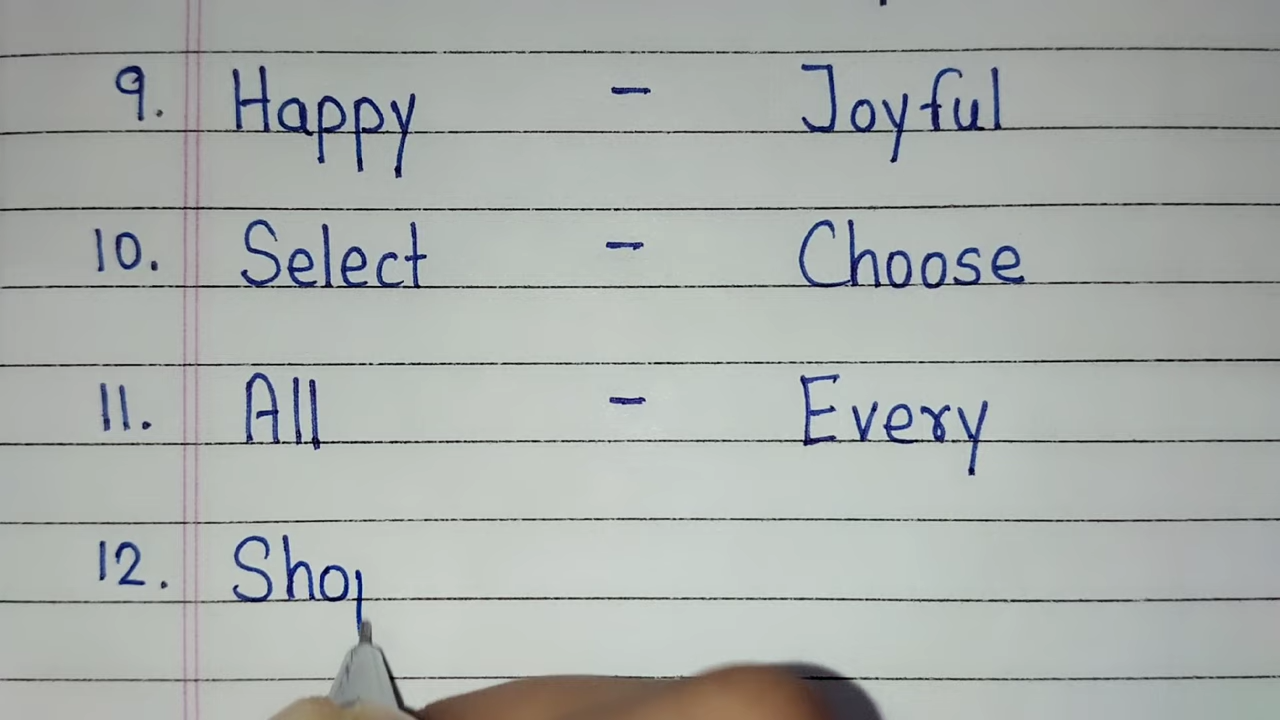 9. Happy - Joyful
10. Select - Choose
11. All - Every
12. Sho